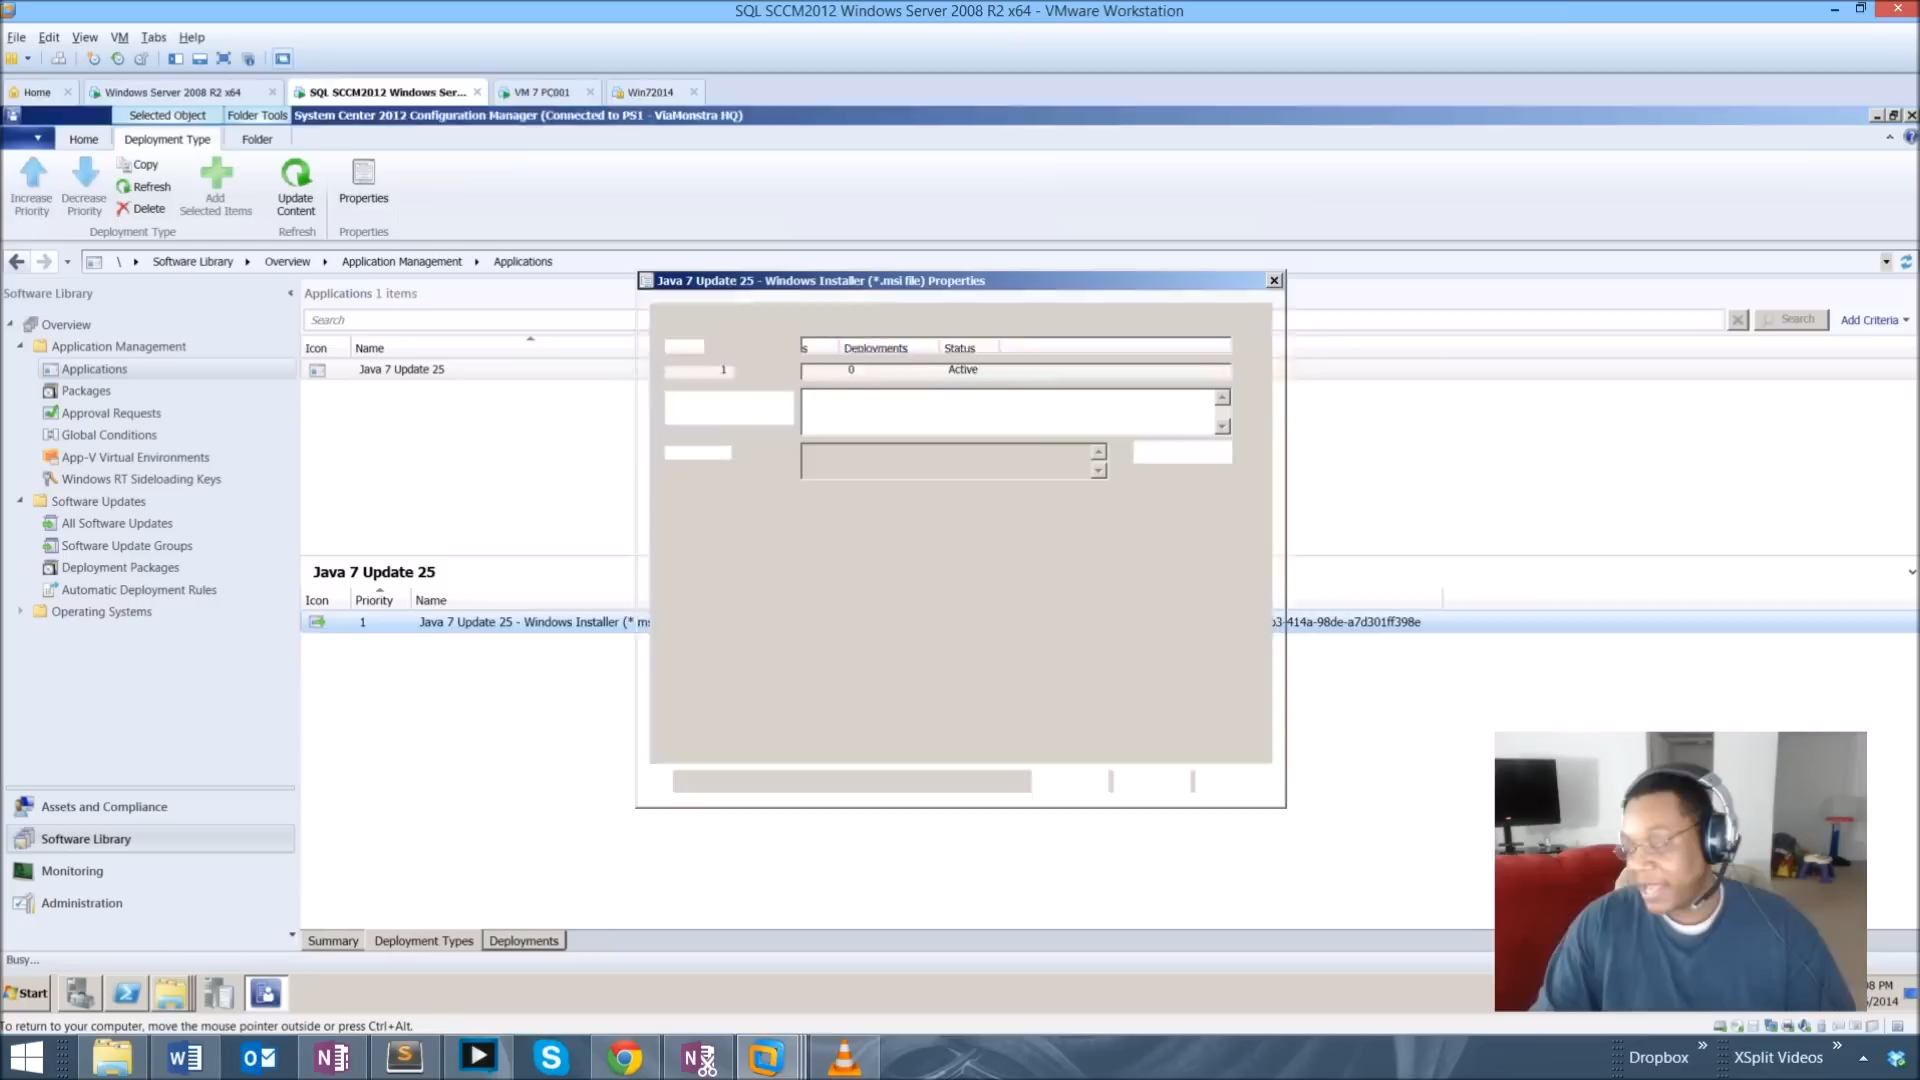 SQL SCCM2012 Windows Server 2008 R2 x64 - VMware Workstation
File Edit View VM Tabs Help
Home Windows Server 2008 R2 x64 SQL SCCM2012 Windows Ser... VM 7 PC001 Win72014
Selected Object Folder Tools System Center 2012 Configuration Manager (Connected to PS1 - ViaMonstra HQ)
Home Deployment Type Folder
Increase Priority
Decrease Priority
Copy
Refresh
Delete
Add Selected Items
Update Content
Properties
Deployment Type Refresh Properties
\ Software Library Overview Application Management Applications
Software Library
Overview
Application Management
Applications
Packages
Approval Requests
Global Conditions
App-V Virtual Environments
Windows RT Sideloading Keys
Software Updates
All Software Updates
Software Update Groups
Deployment Packages
Automatic Deployment Rules
Operating Systems
Assets and Compliance
Software Library
Monitoring
Administration
Applications 1 items
Search Search Add Criteria
Icon Name
Java 7 Update 25
Java 7 Update 25 - Windows Installer (*.msi file) Properties
s Deployments Status
1 0 Active
Java 7 Update 25
Icon Priority Name
1 Java 7 Update 25 - Windows Installer (*.ms 3-414a-98de-a7d301ff398e
Summary Deployment Types Deployments
Busy...
Start
8 PM
/2014
To return to your computer, move the mouse pointer outside or press Ctrl+Alt.
Dropbox XSplit Videos